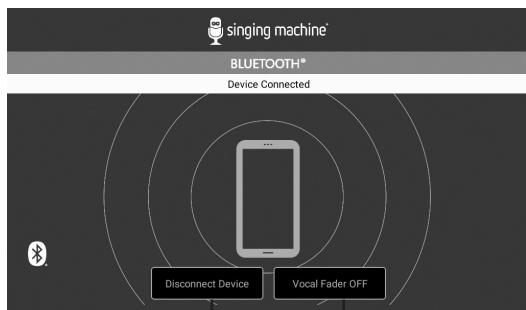 singing machine®
BLUETOOTH®
Device Connected
Disconnect Device
Vocal Fader OFF